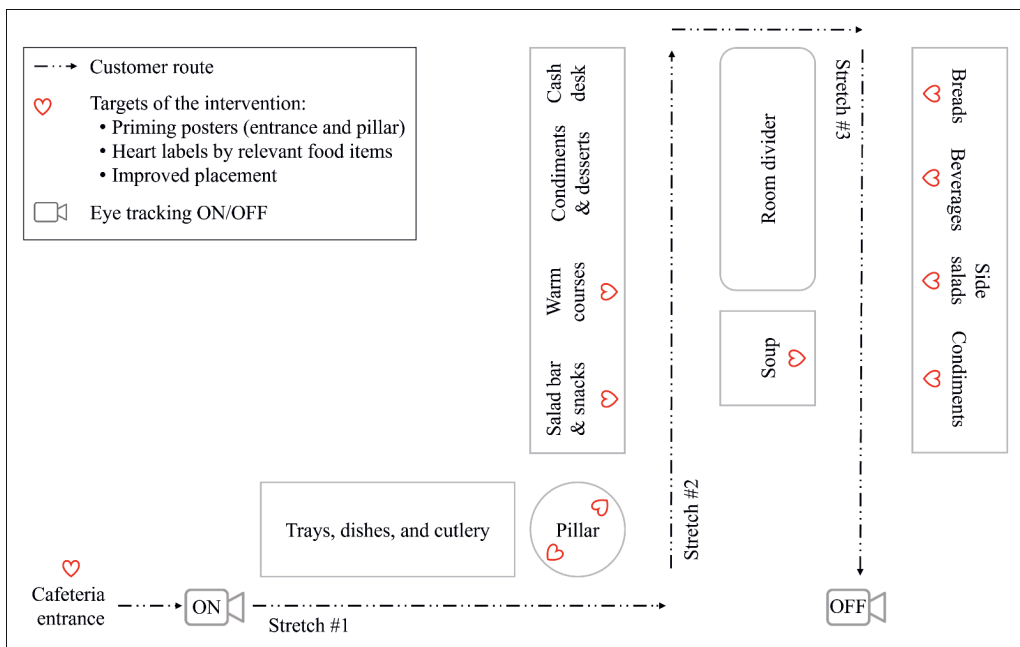 Customer route
Targets of the intervention:
• Priming posters (entrance and pillar)
• Heart labels by relevant food items
• Improved placement
Eye tracking ON/OFF
Cash
desk
Condiments
& desserts
Warm
courses
Salad bar
& snacks
Room divider
Soup
Stretch #3
Breads
Beverages
Side
salads
Condiments
Trays, dishes, and cutlery
Pillar
Stretch #2
Cafeteria
entrance
ON
Stretch #1
OFF